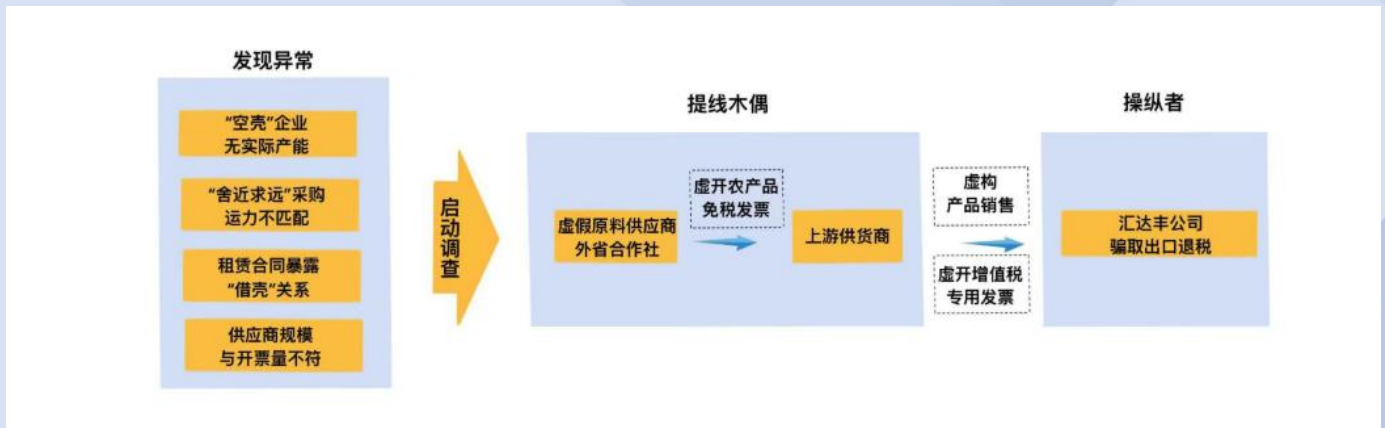 发现异常
“空壳”企业
无实际产能
“舍近求远”采购
运力不匹配
租赁合同暴露
“借壳”关系
供应商规模
与开票量不符
启动调查
提线木偶
虚假原料供应商
外省合作社
虚开农产品
免税发票
上游供货商
虚构
产品销售
虚开增值税
专用发票
操纵者
汇达丰公司
骗取出口退税